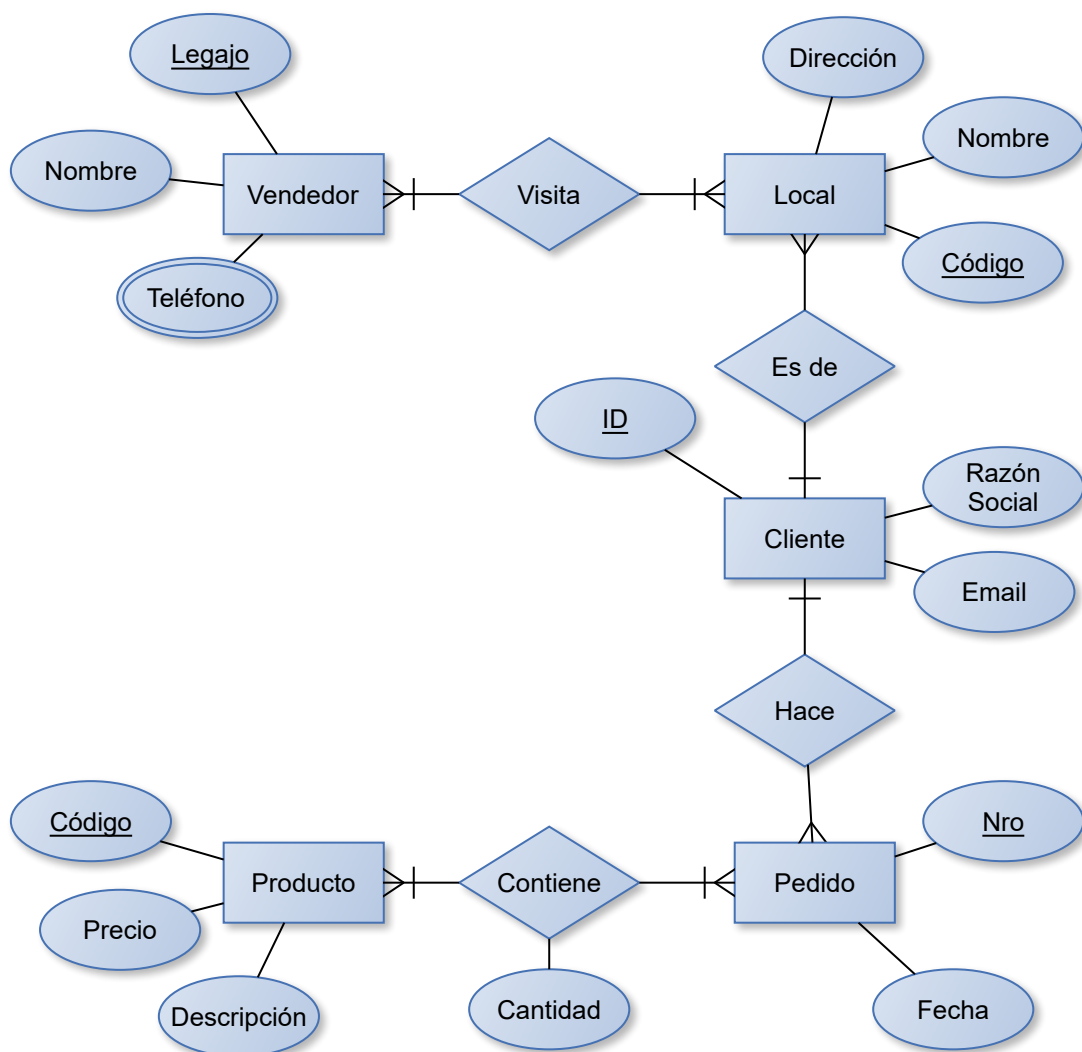 Legajo
Dirección
Nombre
Nombre
Vendedor
Visita
Local
Código
Teléfono
Es de
ID
Razón
Social
Cliente
Email
Hace
Código
Nro
Producto
Contiene
Pedido
Precio
Descripción
Cantidad
Fecha